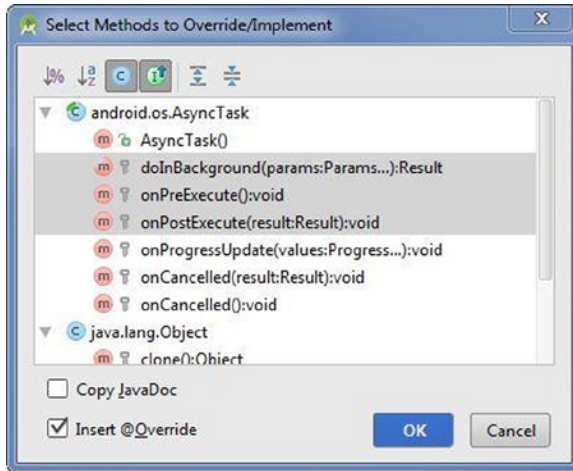 Select Methods to Override/Implement
android.os.AsyncTask
AsyncTask()
doInBackground(params:Params...):Result
onPreExecute():void
onPostExecute(result:Result):void
onProgressUpdate(values:Progress...):void
onCancelled(result:Result):void
onCancelled():void
java.lang.Object
clone():Object
Copy JavaDoc
Insert @Override
OK
Cancel